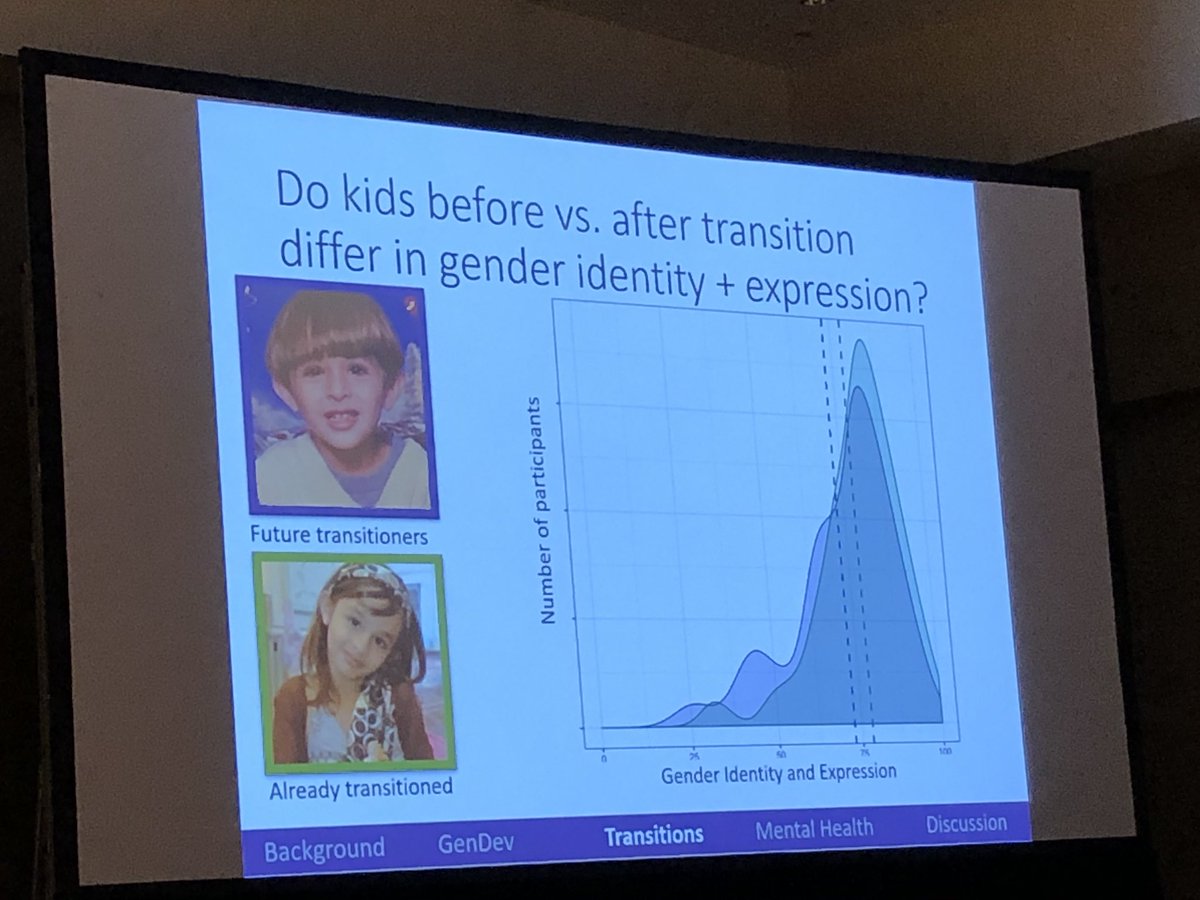 Do kids before vs. after transition
differ in gender identity + expression?
Future transitioners
Already transitioned
Number of participants
0 25 50 75 100
Gender Identity and Expression
Background GenDev Transitions Mental Health Discussion